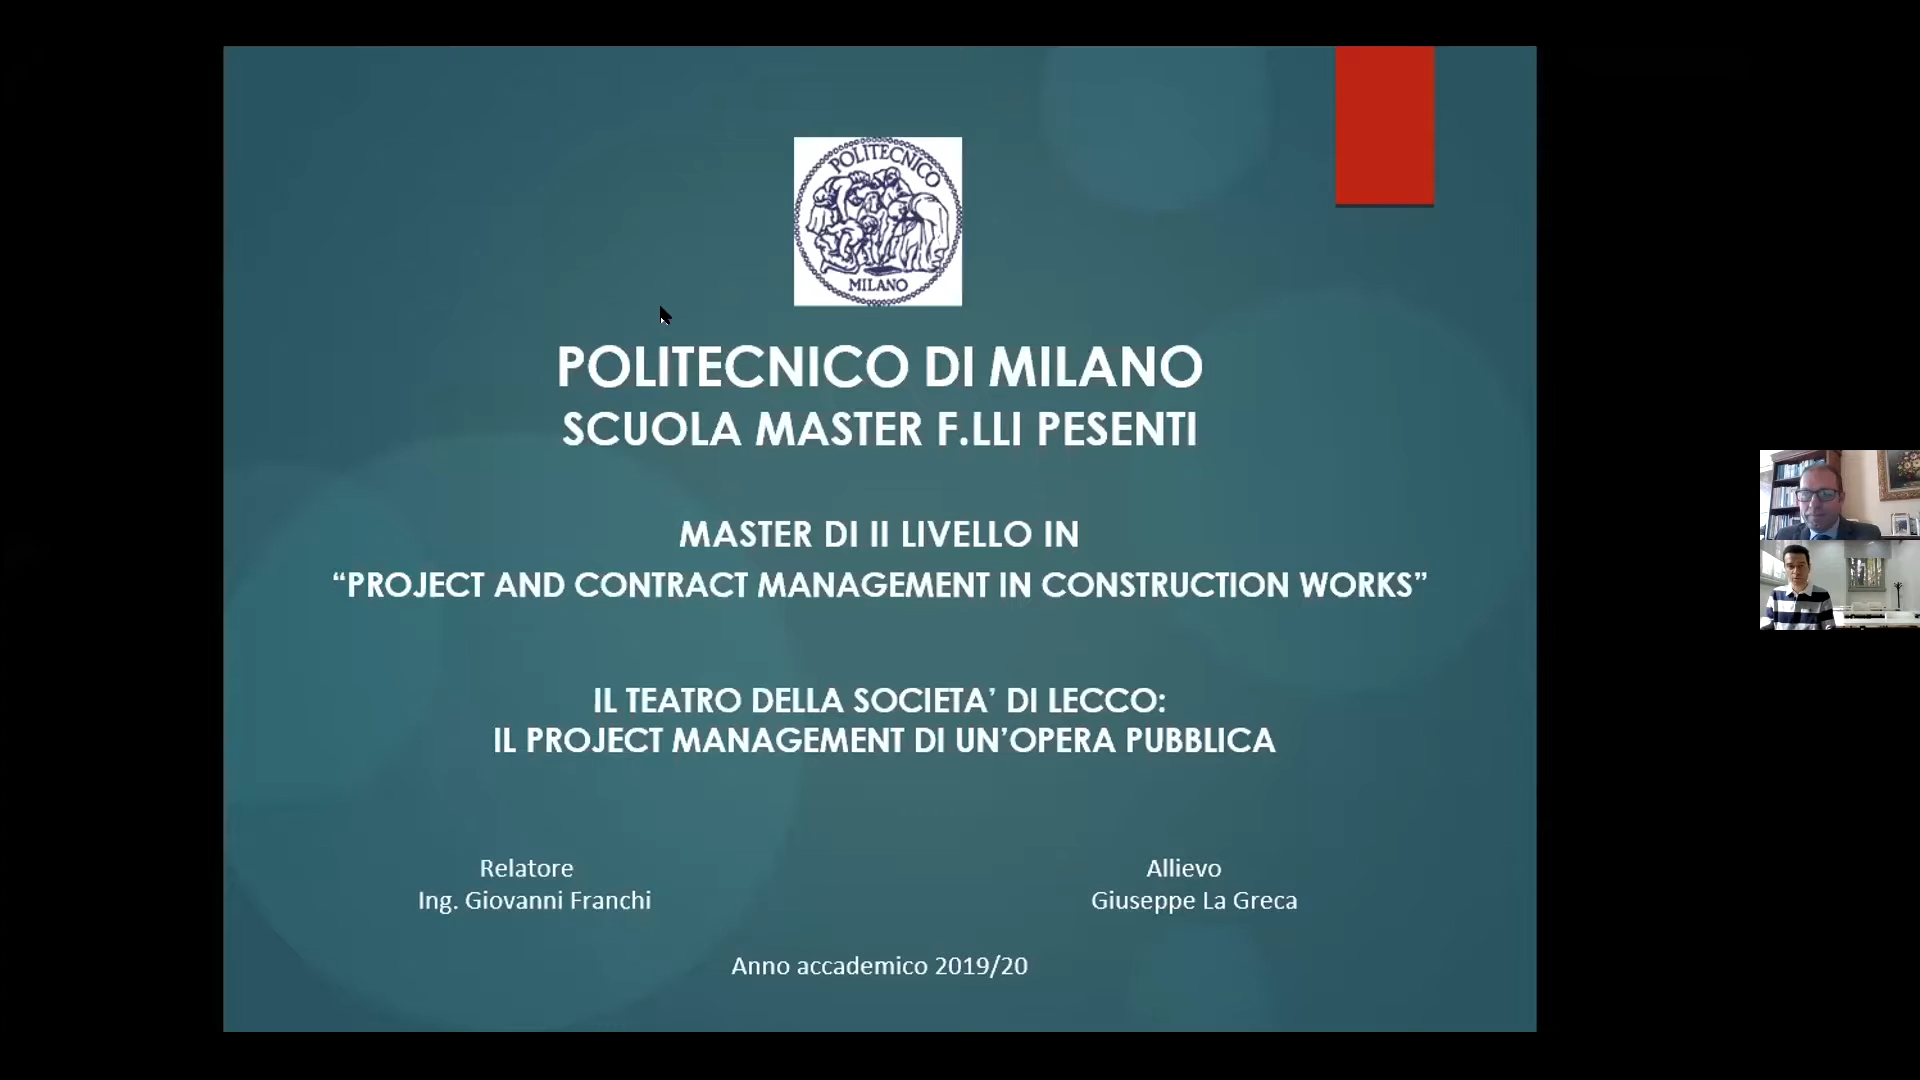 POLITECNICO
MILANO
POLITECNICO DI MILANO
SCUOLA MASTER F.LLI PESENTI
MASTER DI II LIVELLO IN
“PROJECT AND CONTRACT MANAGEMENT IN CONSTRUCTION WORKS”
IL TEATRO DELLA SOCIETA’ DI LECCO:
IL PROJECT MANAGEMENT DI UN’OPERA PUBBLICA
Relatore
Ing. Giovanni Franchi
Allievo
Giuseppe La Greca
Anno accademico 2019/20